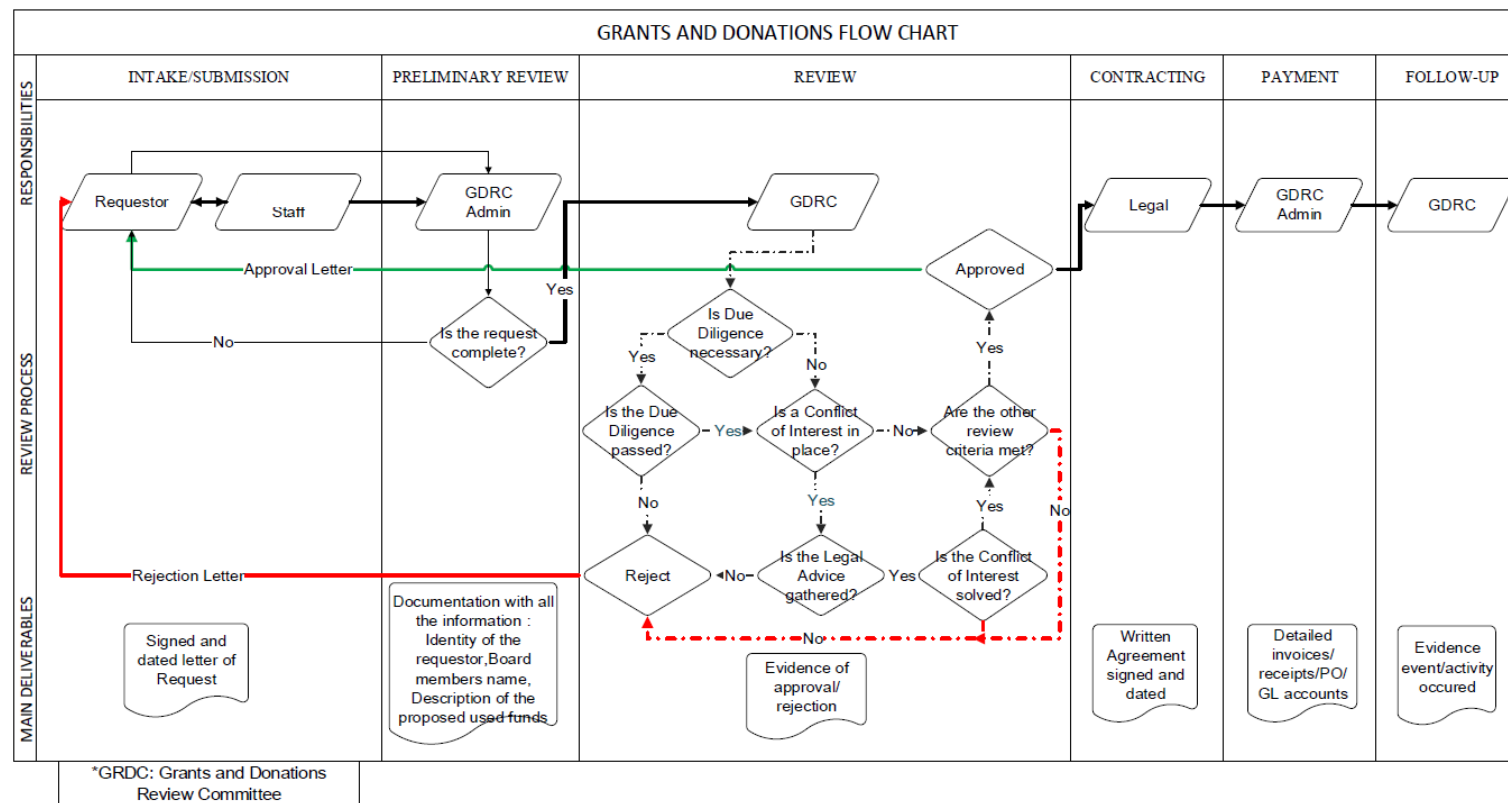 GRANTS AND DONATIONS FLOW CHART
RESPONSIBILITIES
INTAKE/SUBMISSION
PRELIMINARY REVIEW
REVIEW
CONTRACTING
PAYMENT
FOLLOW-UP
Requestor
Staff
GDRC
Admin
GDRC
Legal
GDRC
Admin
GDRC
REVIEW PROCESS
Approval Letter
Approved
Yes
Is the request
complete?
No
Is Due
Diligence
necessary?
Yes
No
Yes
Is the Due
Diligence
passed?
Yes
Is a Conflict
of Interest in
place?
No
Are the other
review
criteria met?
No
Yes
Yes
No
Rejection Letter
Reject
No
Is the Legal
Advice
gathered?
Yes
Is the Conflict
of Interest
solved?
No
MAIN DELIVERABLES
Signed and
dated letter of
Request
Documentation with all
the information :
Identity of the
requestor,Board
members name,
Description of the
proposed used funds
Evidence of
approval/
rejection
Written
Agreement
signed and
dated
Detailed
invoices/
receipts/PO/
GL accounts
Evidence
event/activity
occured
*GRDC: Grants and Donations
Review Committee